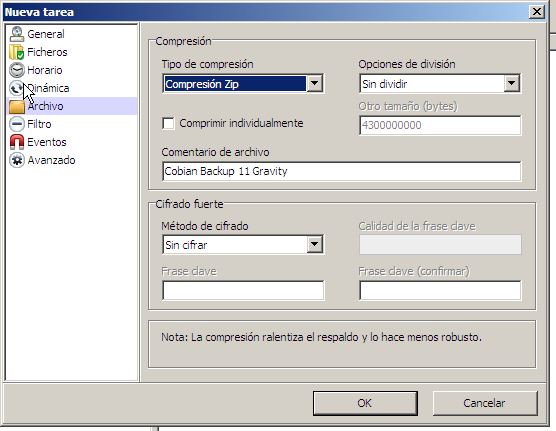 Nueva tarea
General
Ficheros
Horario
Dinámica
Archivo
Filtro
Eventos
Avanzado
Compresión
Tipo de compresión
Opciones de división
Compresión Zip
Sin dividir
Otro tamaño (bytes)
Comprimir individualmente
4300000000
Comentario de archivo
Cobian Backup 11 Gravity
Cifrado fuerte
Método de cifrado
Calidad de la frase clave
Sin cifrar
Frase clave
Frase clave (confirmar)
Nota: La compresión ralentiza el respaldo y lo hace menos robusto.
OK
Cancelar